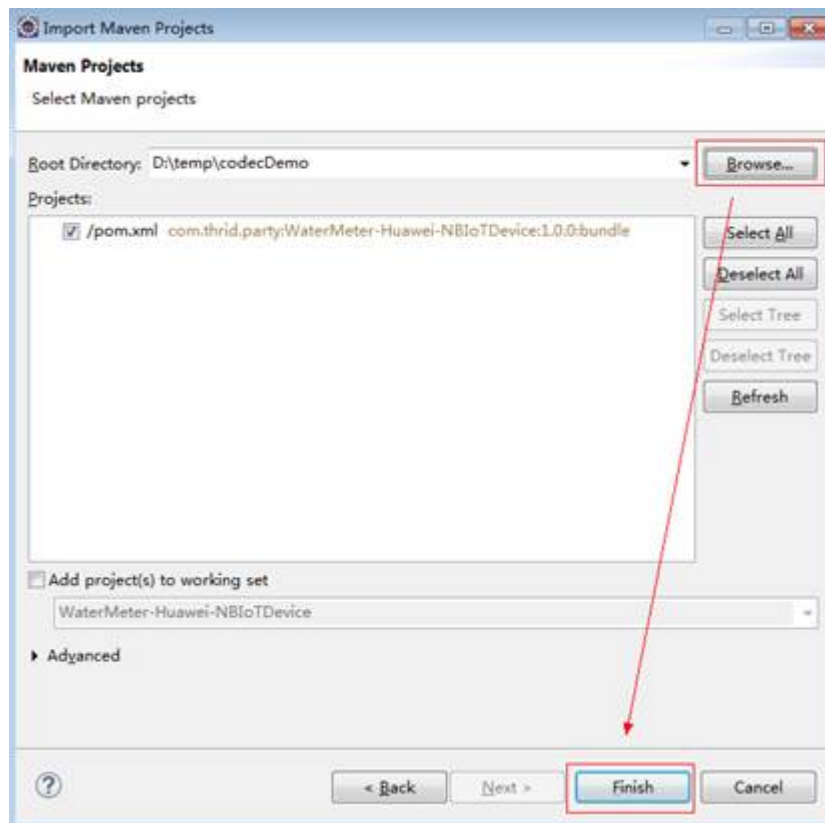 Import Maven Projects
Maven Projects
Select Maven projects
Root Directory: D:\temp\codecDemo Browse...
Projects:
/pom.xml com.thrid.party:WaterMeter-Huawei-NBIoTDevice:1.0.0:bundle
Select All
Deselect All
Select Tree
Deselect Tree
Refresh
Add project(s) to working set
WaterMeter-Huawei-NBIoTDevice
Advanced
? < Back Next > Finish Cancel